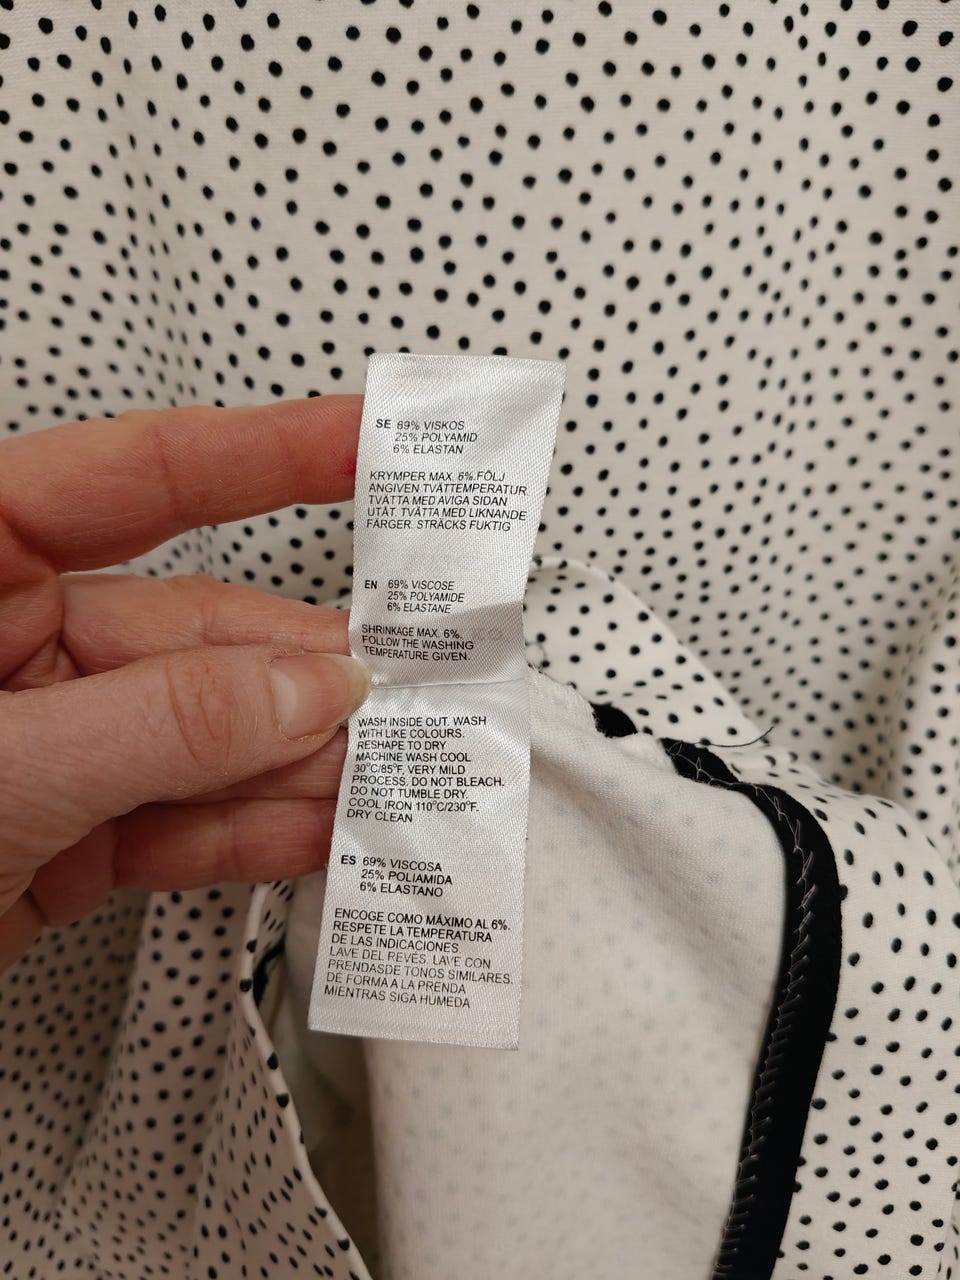 SE 69% VISKOS
25% POLYAMID
6% ELASTAN
KRYMPER MAX. 6%.FÖLJ
ANGIVEN TVÄTTEMPERATUR.
TVÄTTA MED AVIGA SIDAN
UTÅT. TVÄTTA MED LIKNANDE
FÄRGER. STRÄCKS FUKTIG
EN 69% VISCOSE
25% POLYAMIDE
6% ELASTANE
SHRINKAGE MAX. 6%.
FOLLOW THE WASHING
TEMPERATURE GIVEN.
WASH INSIDE OUT. WASH
WITH LIKE COLOURS.
RESHAPE TO DRY
MACHINE WASH COOL
30°C/85°F, VERY MILD
PROCESS. DO NOT BLEACH.
DO NOT TUMBLE DRY.
COOL IRON 110°C/230°F.
DRY CLEAN
ES 69% VISCOSA
25% POLIAMIDA
6% ELASTANO
ENCOGE COMO MÁXIMO AL 6%.
RESPETE LA TEMPERATURA
DE LAS INDICACIONES.
LAVE DEL REVÉS. LAVE CON
PRENDASDE TONOS SIMILARES.
DÉ FORMA A LA PRENDA
MIENTRAS SIGA HÚMEDA